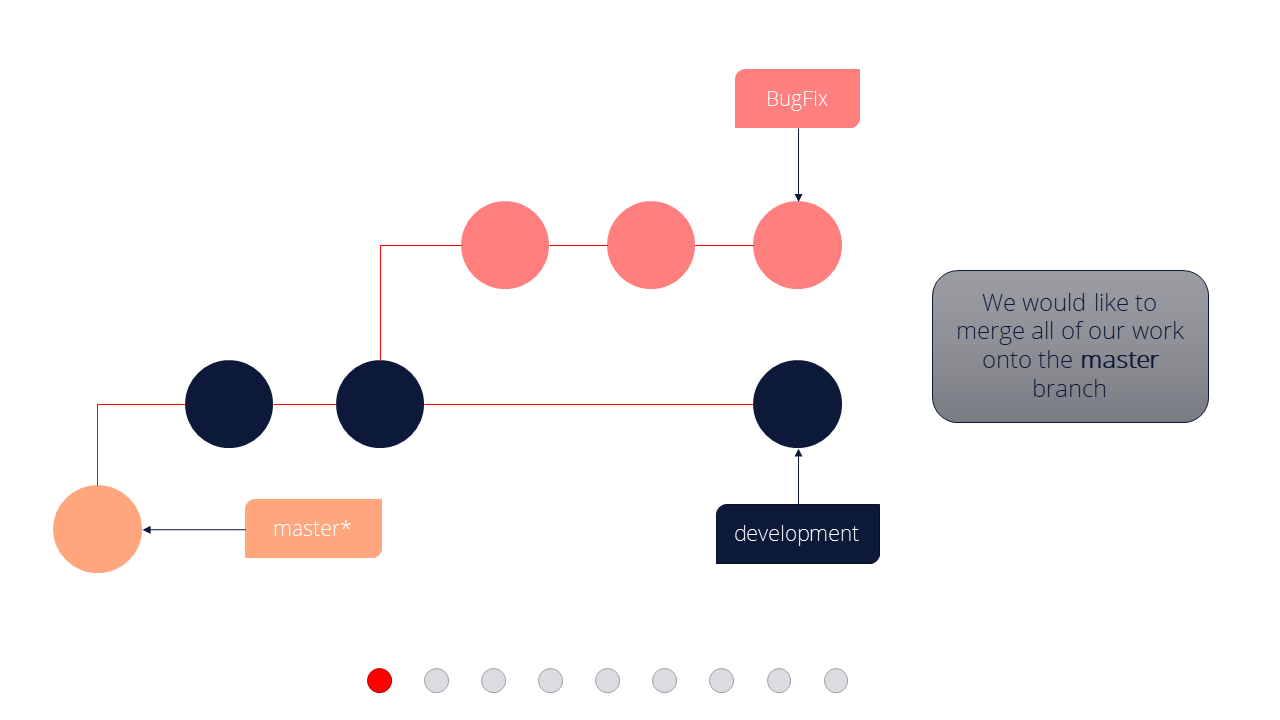 BugFix
We would like to
merge all of our work
onto the master
branch
master*
development